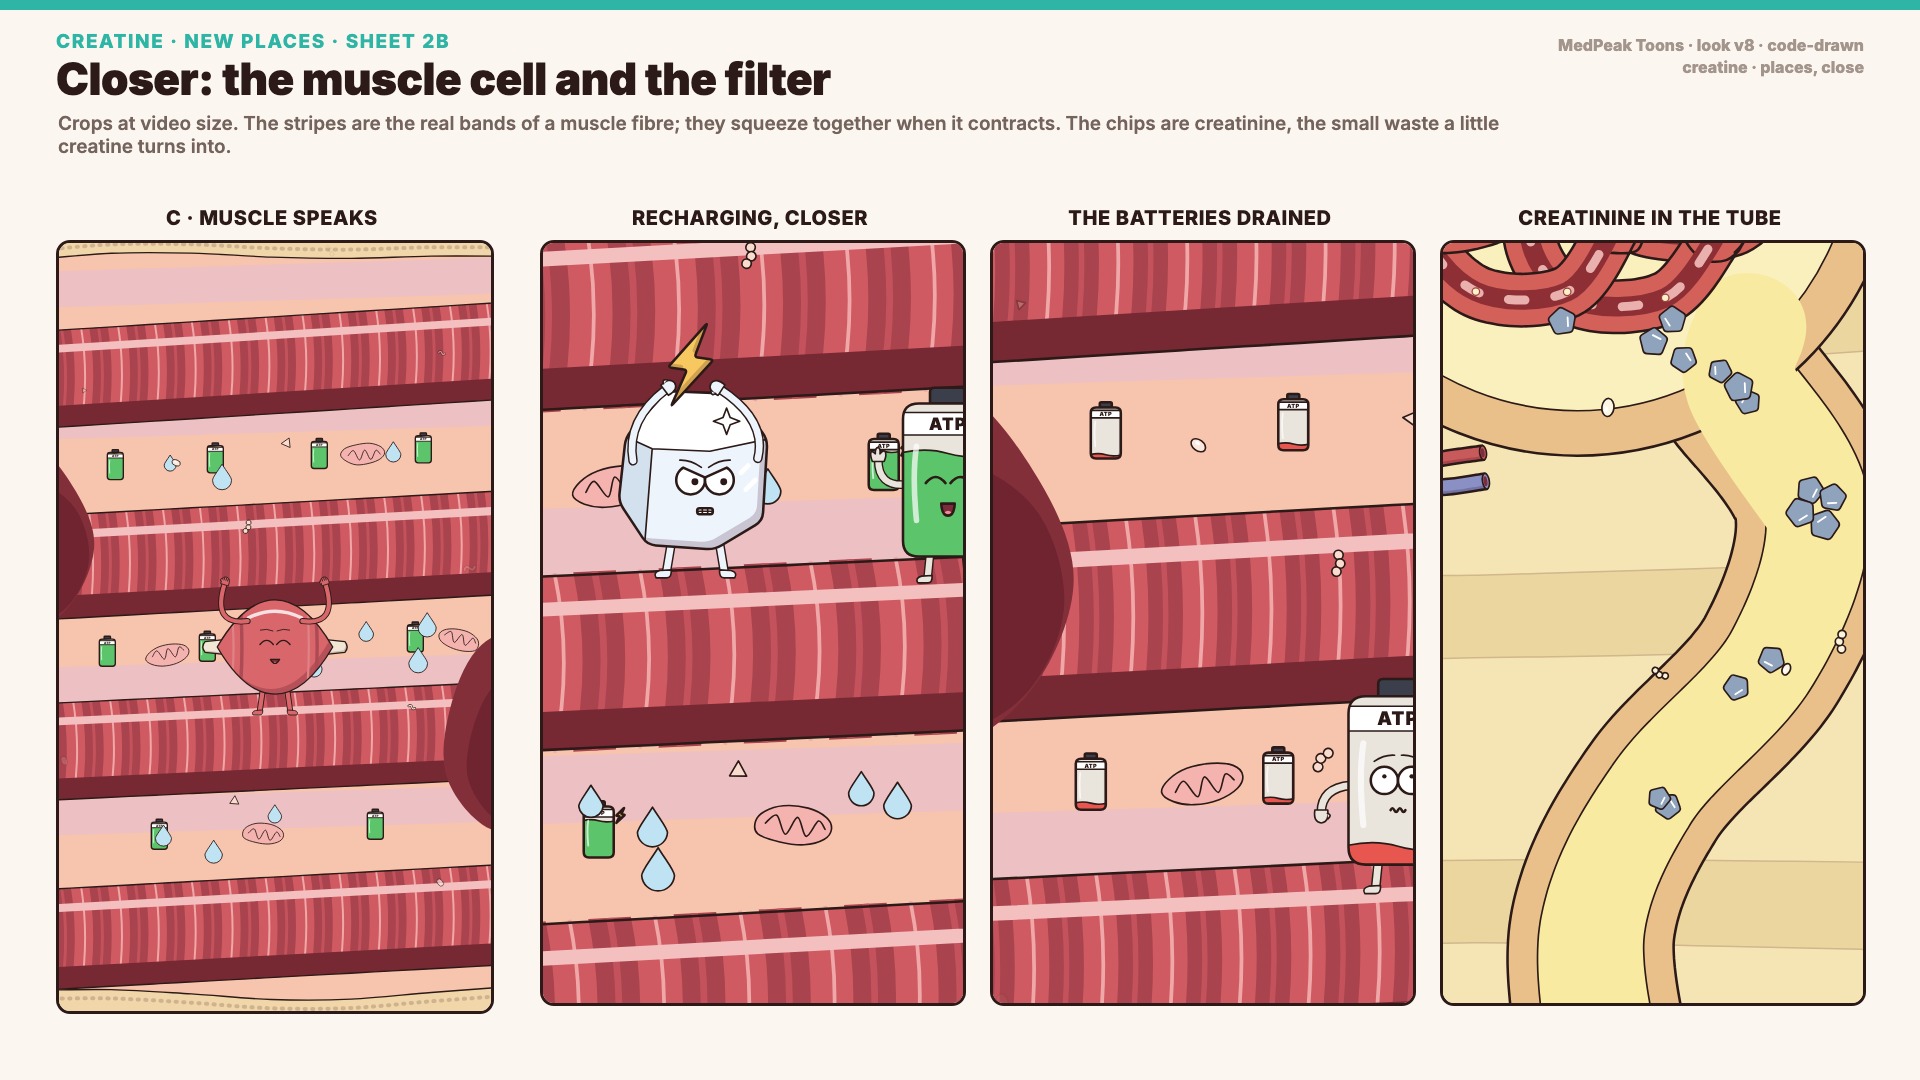 CREATINE · NEW PLACES · SHEET 2B
Closer: the muscle cell and the filter
Crops at video size. The stripes are the real bands of a muscle fibre; they squeeze together when it contracts. The chips are creatinine, the small waste a little
creatine turns into.
MedPeak Toons · look v8 · code-drawn
creatine · places, close
C · MUSCLE SPEAKS
RECHARGING, CLOSER
THE BATTERIES DRAINED
CREATININE IN THE TUBE
ATP
ATP
ATP
ATP
ATP
ATP
ATP
ATP